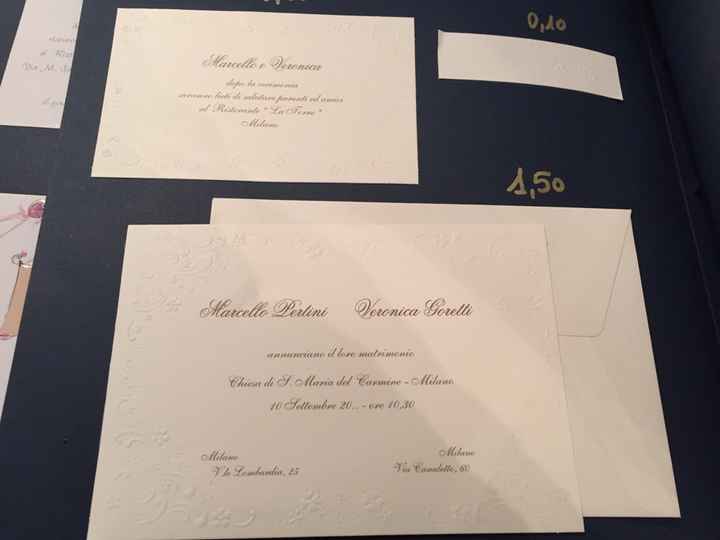 0,10
Marcello e Veronica
dopo la cerimonia
saranno lieti di salutare parenti ed amici
al Ristorante "La Torre"
Milano
1,50
Marcello Pertini Veronica Goretti
annunciano il loro matrimonio
Chiesa di S. Maria del Carmine - Milano
10 Settembre 20.. - ore 10,30
Milano
V.le Lombardia, 25
Milano
Via Canaletto, 60